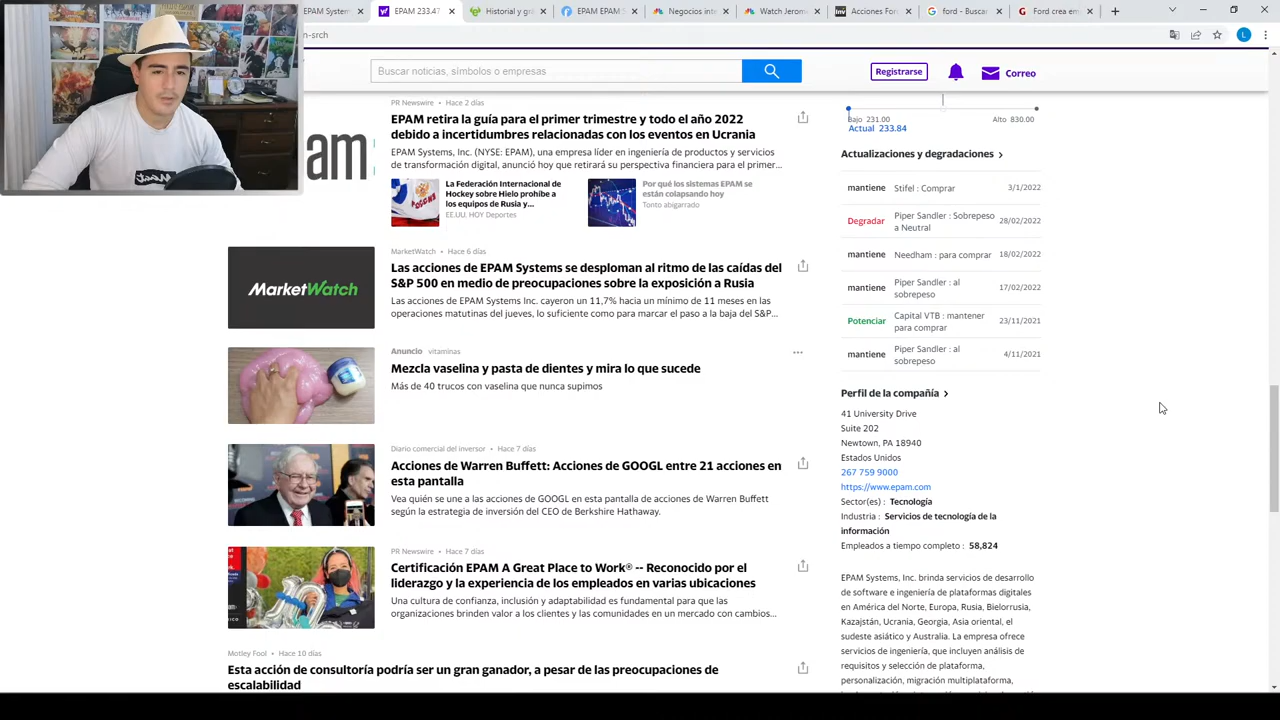 EPAM System
EPAM 233.47
Historial y gr
EPAM EPAM S
Negocios inte
Watch Jerom
Acciones For
ford - Buscar
Ford crea em
n-srch
L
Buscar noticias, símbolos o empresas
Registrarse
Correo
PR Newswire • Hace 2 días
EPAM retira la guía para el primer trimestre y todo el año 2022
debido a incertidumbres relacionadas con los eventos en Ucrania
EPAM Systems, Inc. (NYSE: EPAM), una empresa líder en ingeniería de productos y servicios
de transformación digital, anunció hoy que retirará su perspectiva financiera para el primer...
am
La Federación Internacional de
Hockey sobre Hielo prohíbe a
los equipos de Rusia y...
EE.UU. HOY Deportes
Por qué los sistemas EPAM se
están colapsando hoy
Tonto abigarrado
MarketWatch • Hace 6 días
Las acciones de EPAM Systems se desploman al ritmo de las caídas del
S&P 500 en medio de preocupaciones sobre la exposición a Rusia
Las acciones de EPAM Systems Inc. cayeron un 11,7% hacia un mínimo de 11 meses en las
operaciones matutinas del jueves, lo suficiente como para marcar el paso a la baja del S&P...
MarketWatch
Anuncio vitaminas
Mezcla vaselina y pasta de dientes y mira lo que sucede
Más de 40 trucos con vaselina que nunca supimos
Diario comercial del inversor • Hace 7 días
Acciones de Warren Buffett: Acciones de GOOGL entre 21 acciones en
esta pantalla
Vea quién se une a las acciones de GOOGL en esta pantalla de acciones de Warren Buffett
según la estrategia de inversión del CEO de Berkshire Hathaway.
PR Newswire • Hace 7 días
Certificación EPAM A Great Place to Work® -- Reconocido por el
liderazgo y la experiencia de los empleados en varias ubicaciones
Una cultura de confianza, inclusión y adaptabilidad es fundamental para que las
organizaciones brinden valor a los clientes y las comunidades en un mercado con cambios...
Motley Fool • Hace 10 días
Esta acción de consultoría podría ser un gran ganador, a pesar de las preocupaciones de
escalabilidad
Bajo 231.00
Alto 830.00
Actual 233.84
Actualizaciones y degradaciones
mantiene Stifel : Comprar 3/1/2022
Degradar Piper Sandler : Sobrepeso
a Neutral 28/02/2022
mantiene Needham : para comprar 18/02/2022
mantiene Piper Sandler : al
sobrepeso 17/02/2022
Potenciar Capital VTB : mantener
para comprar 23/11/2021
mantiene Piper Sandler : al
sobrepeso 4/11/2021
Perfil de la compañía
41 University Drive
Suite 202
Newtown, PA 18940
Estados Unidos
267 759 9000
https://www.epam.com
Sector(es) : Tecnología
Industria : Servicios de tecnología de la
información
Empleados a tiempo completo : 58,824
EPAM Systems, Inc. brinda servicios de desarrollo
de software e ingeniería de plataformas digitales
en América del Norte, Europa, Rusia, Bielorrusia,
Kazajstán, Ucrania, Georgia, Asia oriental, el
sudeste asiático y Australia. La empresa ofrece
servicios de ingeniería, que incluyen análisis de
requisitos y selección de plataforma,
personalización, migración multiplataforma,